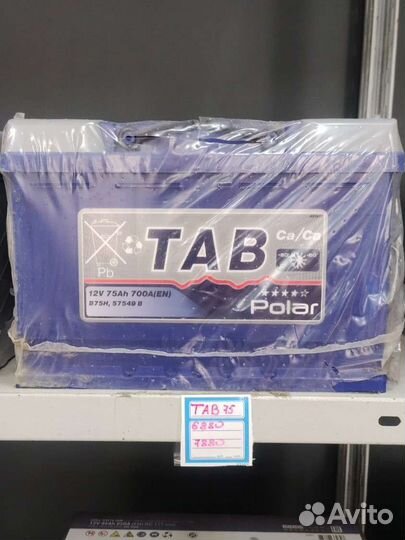 TAB
Ca/Ca
Pb
12V 75Ah 700A(EN)
B75H, 57549 B
Polar
TAB 75
6880
7880
Avito